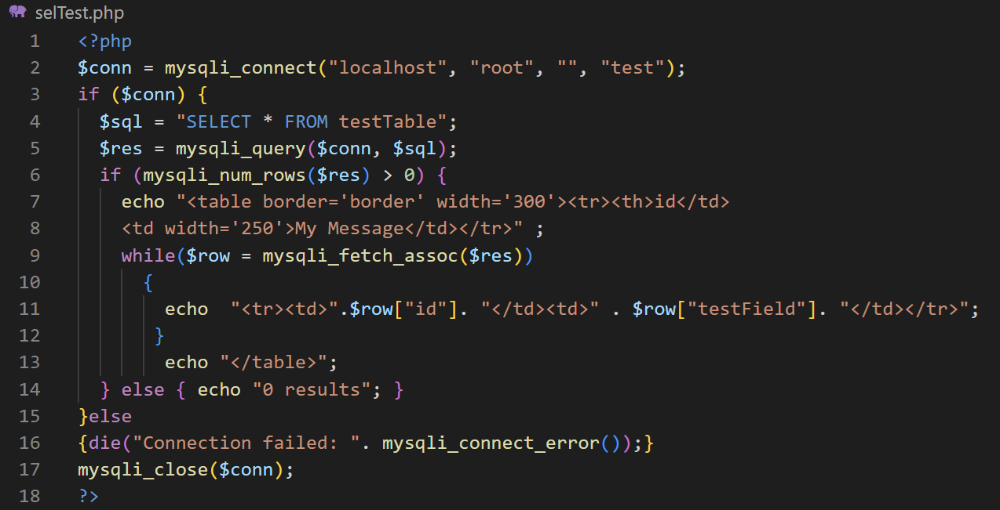 selTest.php
1 <?php
2 $conn = mysqli_connect("localhost", "root", "", "test");
3 if ($conn) {
4 $sql = "SELECT * FROM testTable";
5 $res = mysqli_query($conn, $sql);
6 if (mysqli_num_rows($res) > 0) {
7 echo "<table border='border' width='300'><tr><th>id</td>
8 <td width='250'>My Message</td></tr>" ;
9 while($row = mysqli_fetch_assoc($res))
10 {
11 echo  "<tr><td>".$row["id"]. "</td><td>" . $row["testField"]. "</td></tr>";
12 }
13 echo "</table>";
14 } else { echo "0 results"; }
15 }else
16 {die("Connection failed: ". mysqli_connect_error());}
17 mysqli_close($conn);
18 ?>